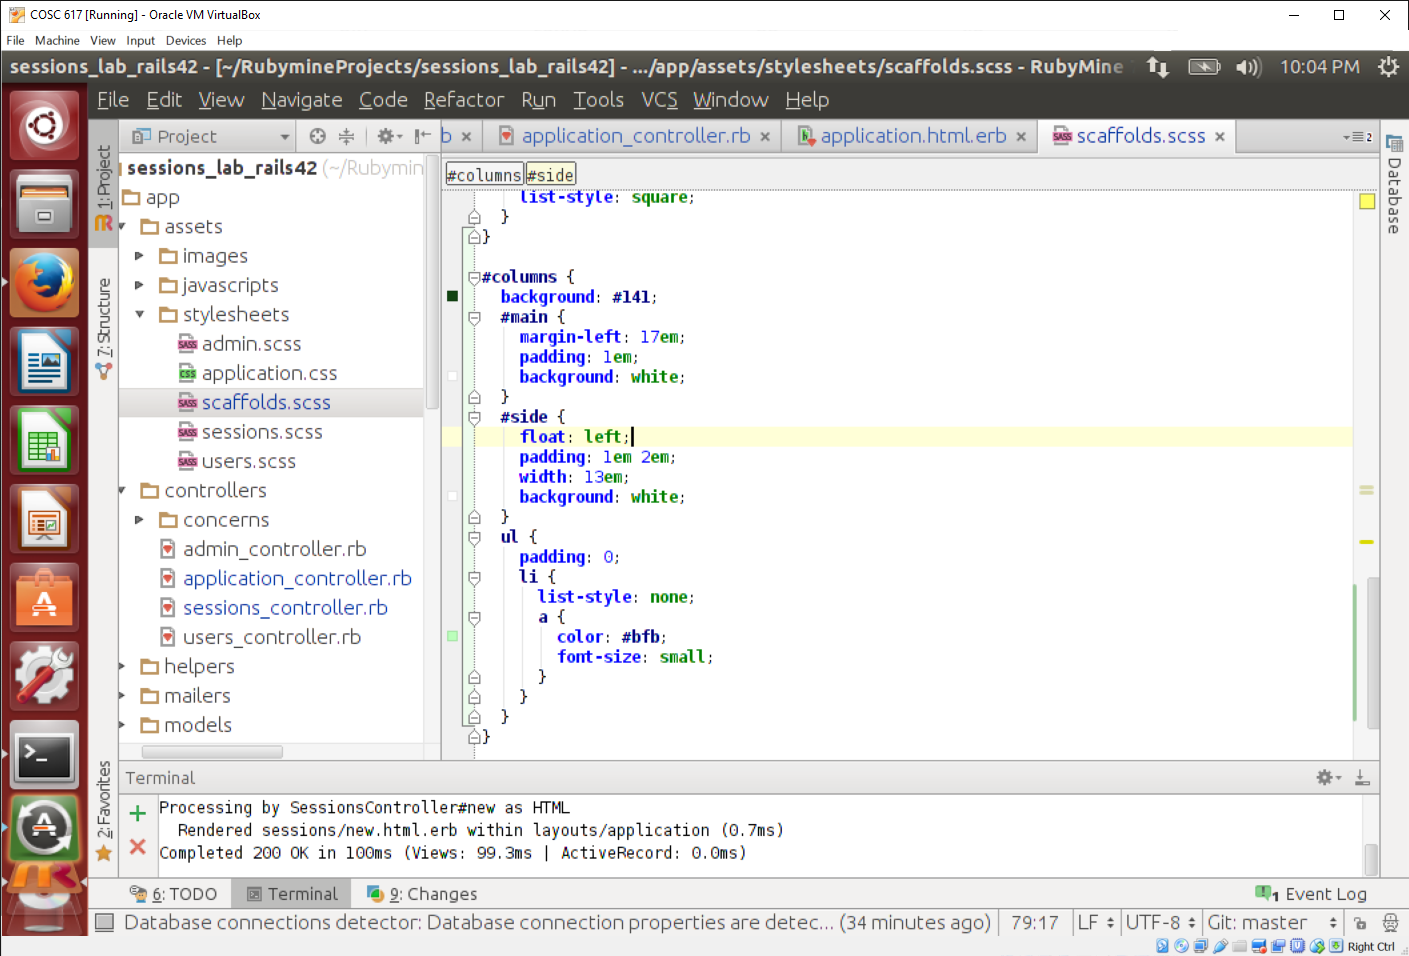 COSC 617 [Running] - Oracle VM VirtualBox
File Machine View Input Devices Help
sessions_lab_rails42 - [~/RubymineProjects/sessions_lab_rails42] - .../app/assets/stylesheets/scaffolds.scss - RubyMine
10:04 PM
File Edit View Navigate Code Refactor Run Tools VCS Window Help
Project
b
application_controller.rb
application.html.erb
scaffolds.scss
2
1: Project
7: Structure
2: Favorites
Database
sessions_lab_rails42 (~/Rubymin
app
assets
images
javascripts
stylesheets
admin.scss
application.css
scaffolds.scss
sessions.scss
users.scss
controllers
concerns
admin_controller.rb
application_controller.rb
sessions_controller.rb
users_controller.rb
helpers
mailers
models
#columns #side
list-style: square;
}
}
#columns {
background: #141;
#main {
margin-left: 17em;
padding: 1em;
background: white;
}
#side {
float: left;
padding: 1em 2em;
width: 13em;
background: white;
}
ul {
padding: 0;
li {
list-style: none;
a {
color: #bfb;
font-size: small;
}
}
}
}
Terminal
Processing by SessionsController#new as HTML
Rendered sessions/new.html.erb within layouts/application (0.7ms)
Completed 200 OK in 100ms (Views: 99.3ms | ActiveRecord: 0.0ms)
6: TODO Terminal 9: Changes
1 Event Log
Database connections detector: Database connection properties are detec... (34 minutes ago) 79:17 LF UTF-8 Git: master
Right Ctrl